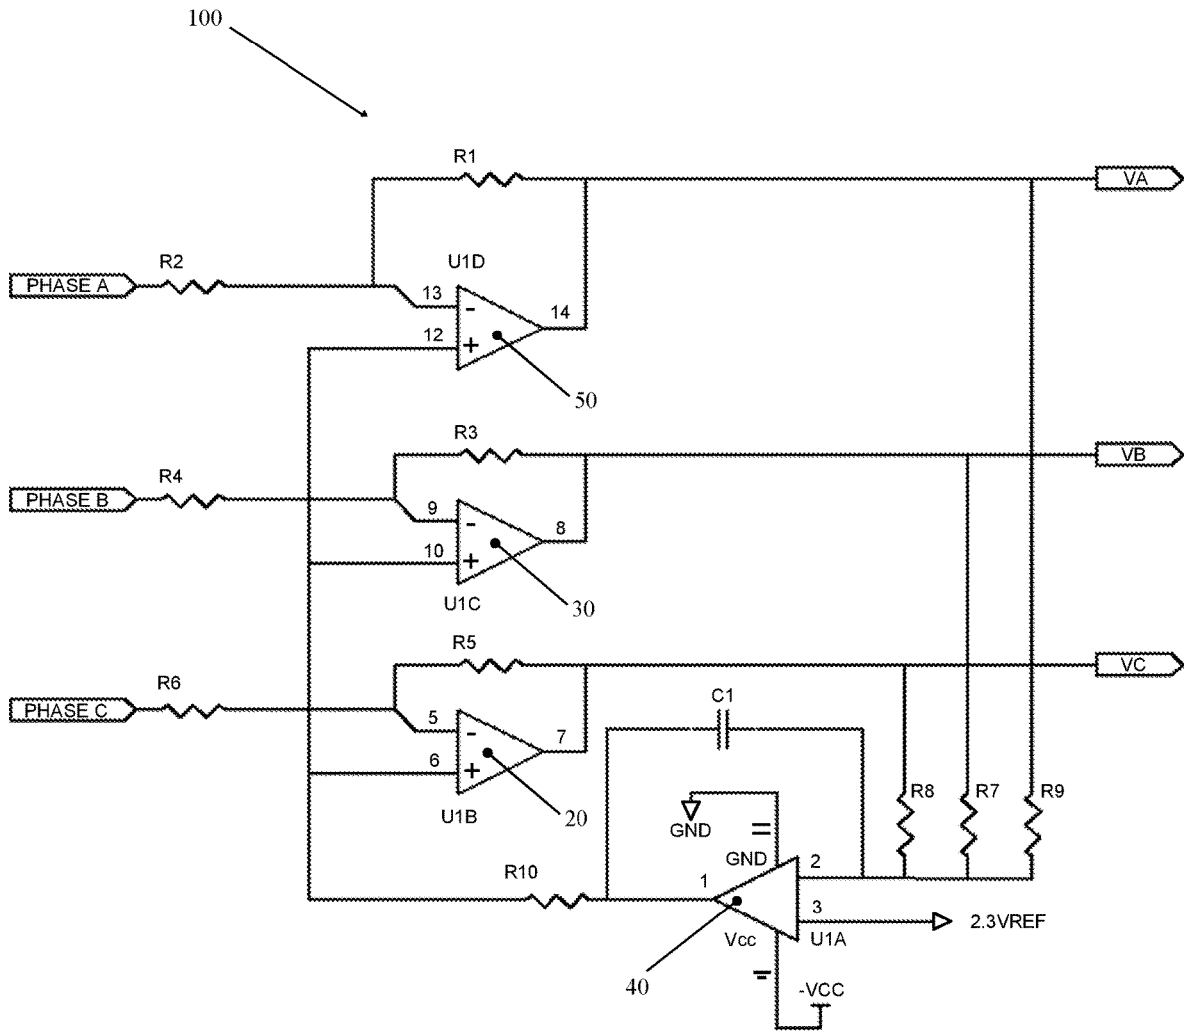 100
R1
VA
R2
U1D
PHASE A
13
-
14
12
+
50
R3
VB
R4
PHASE B
9
-
8
10
+
30
U1C
R5
VC
R6
C1
PHASE C
5
-
7
6
+
R8
R7
R9
U1B
20
GND
GND
2
R10
1
3
2.3VREF
Vcc
U1A
40
-VCC